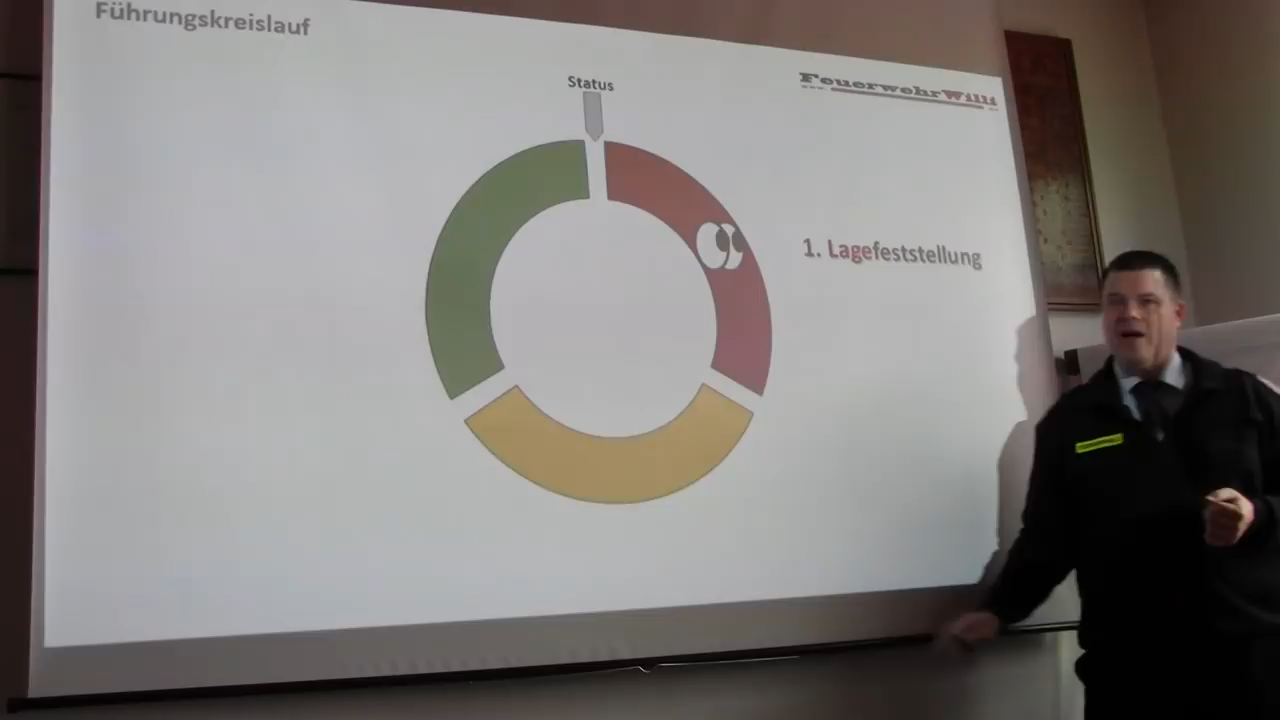 Führungskreislauf
Status
FeuerwehrWilli
1. Lagefeststellung